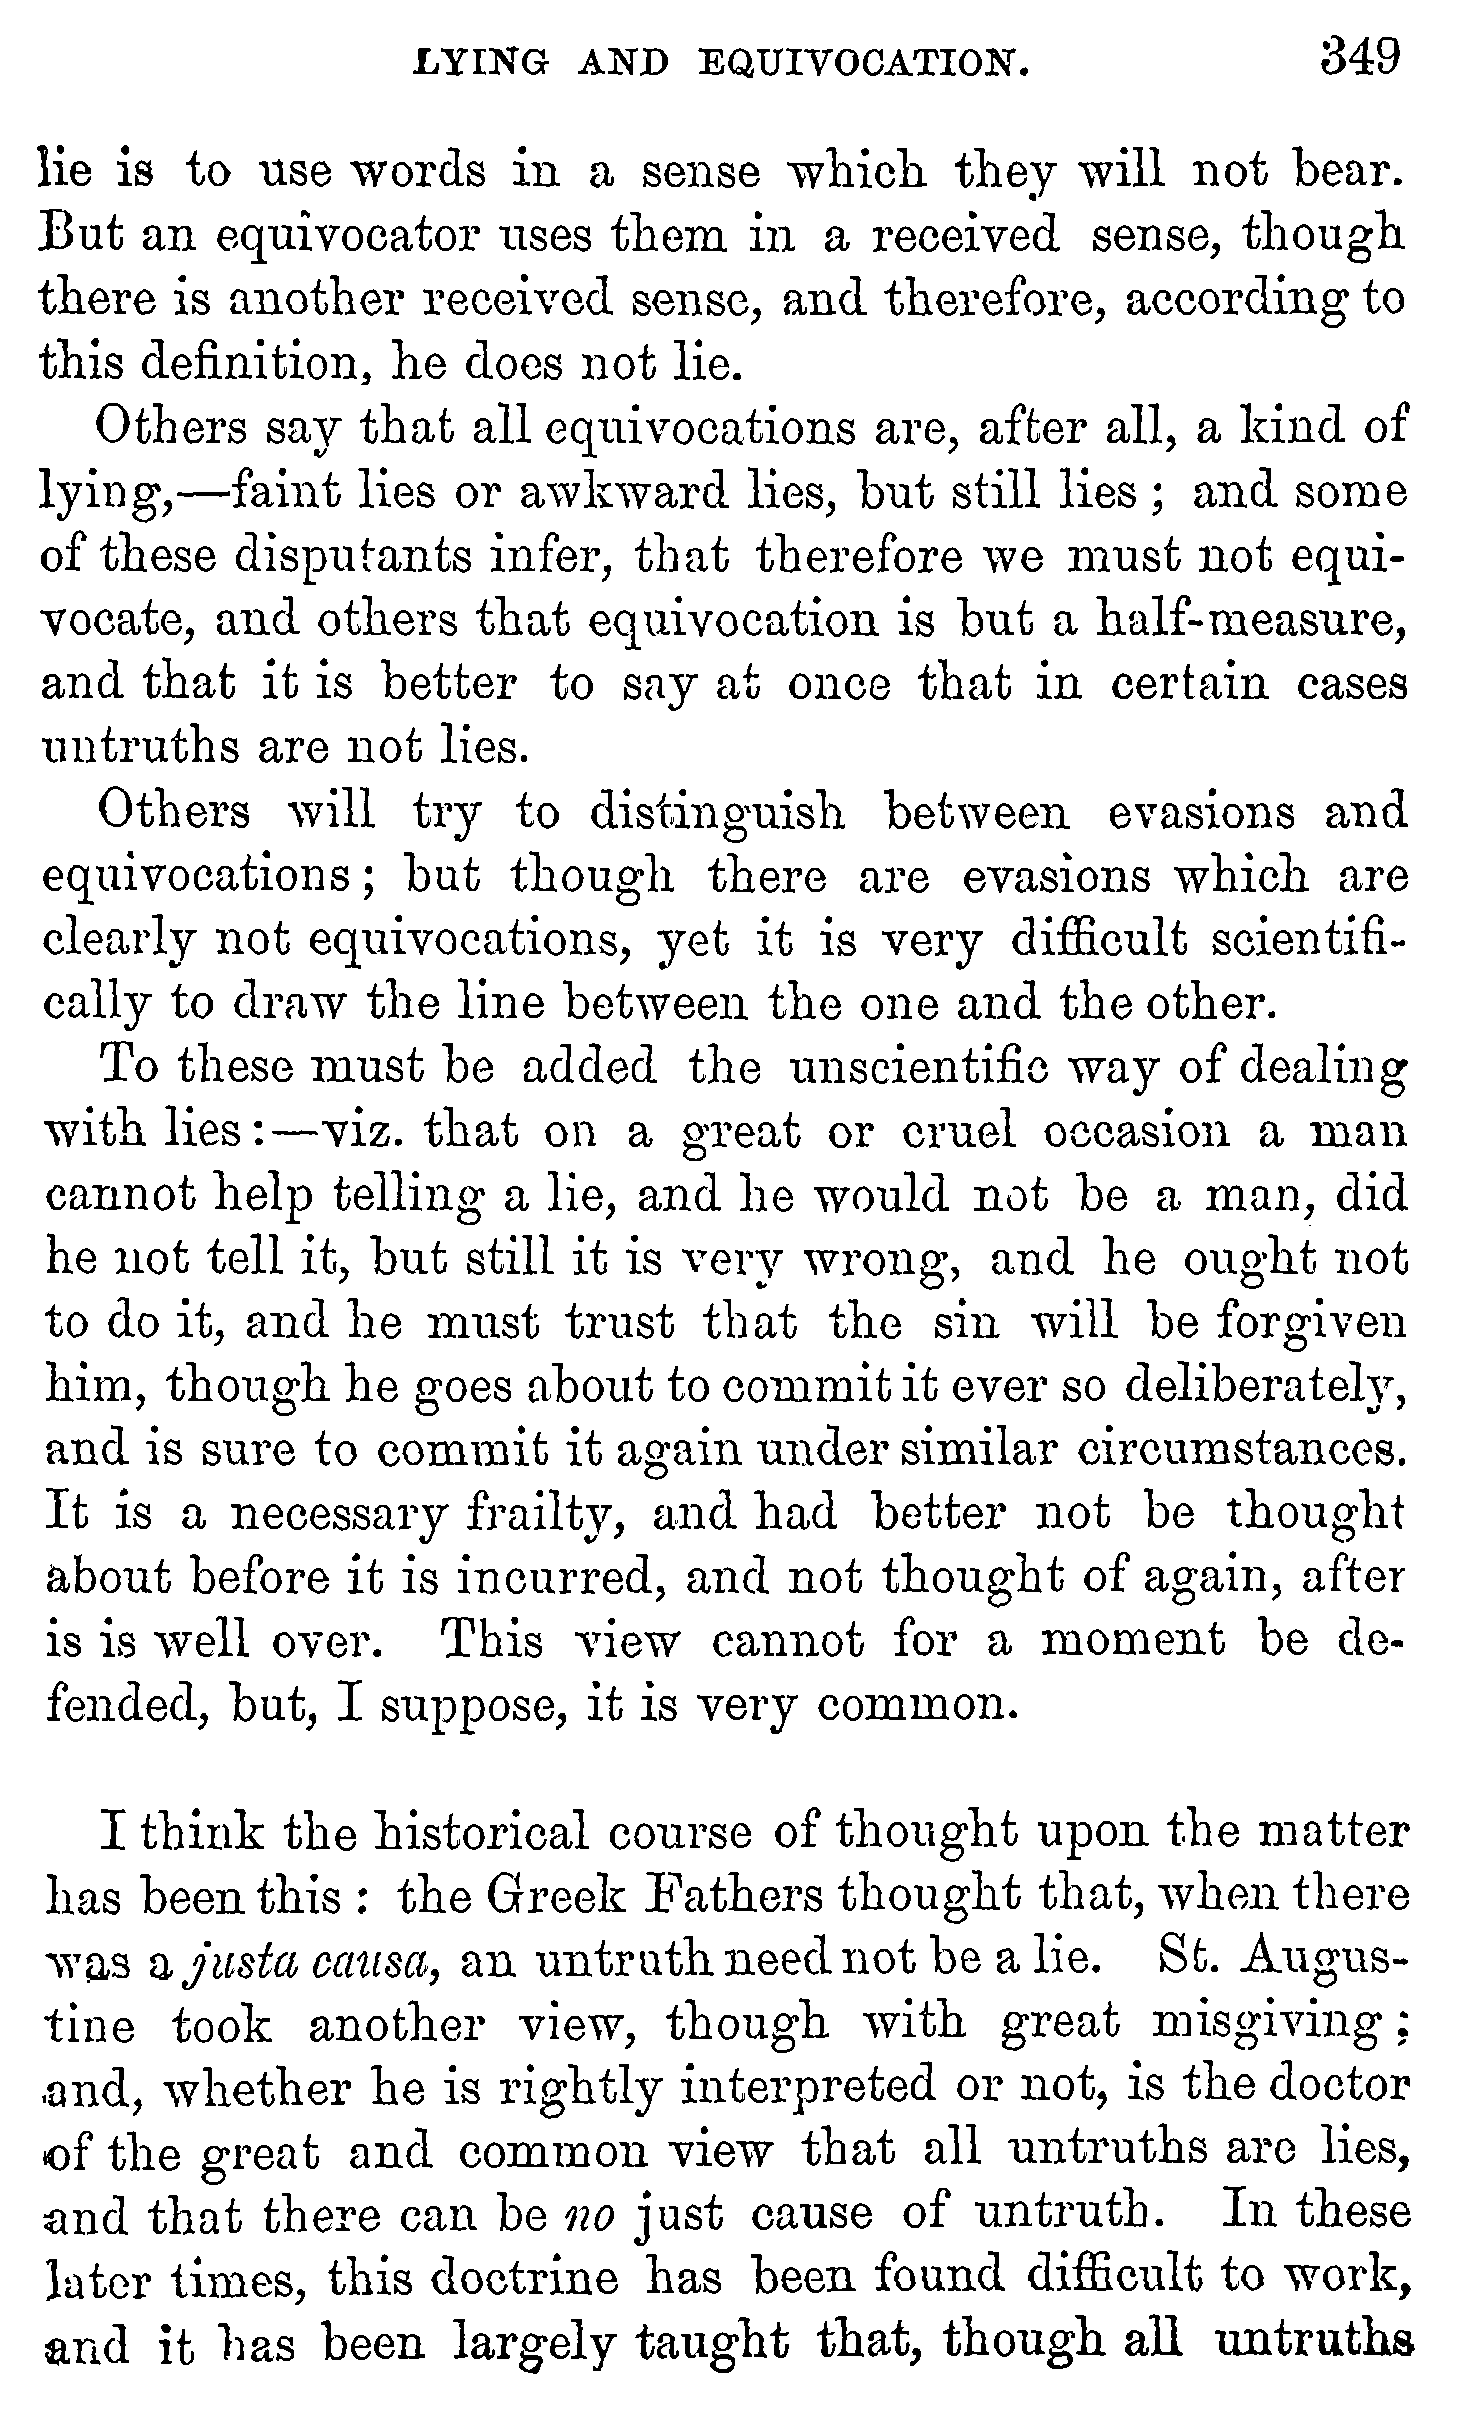 LYING AND EQUIVOCATION. 349
lie is to use words in a sense which they will not bear.
But an equivocator uses them in a received sense, though
there is another received sense, and therefore, according to
this definition, he does not lie.
Others say that all equivocations are, after all, a kind of
lying,—faint lies or awkward lies, but still lies ; and some
of these disputants infer, that therefore we must not equi-
vocate, and others that equivocation is but a half-measure,
and that it is better to say at once that in certain cases
untruths are not lies.
Others will try to distinguish between evasions and
equivocations ; but though there are evasions which are
clearly not equivocations, yet it is very difficult scientifi-
cally to draw the line between the one and the other.
To these must be added the unscientific way of dealing
with lies :—viz. that on a great or cruel occasion a man
cannot help telling a lie, and he would not be a man, did
he not tell it, but still it is very wrong, and he ought not
to do it, and he must trust that the sin will be forgiven
him, though he goes about to commit it ever so deliberately,
and is sure to commit it again under similar circumstances.
It is a necessary frailty, and had better not be thought
about before it is incurred, and not thought of again, after
is is well over. This view cannot for a moment be de-
fended, but, I suppose, it is very common.
I think the historical course of thought upon the matter
has been this : the Greek Fathers thought that, when there
was a justa causa, an untruth need not be a lie. St. Augus-
tine took another view, though with great misgiving ;
and, whether he is rightly interpreted or not, is the doctor
of the great and common view that all untruths are lies,
and that there can be no just cause of untruth. In these
later times, this doctrine has been found difficult to work,
and it has been largely taught that, though all untruths